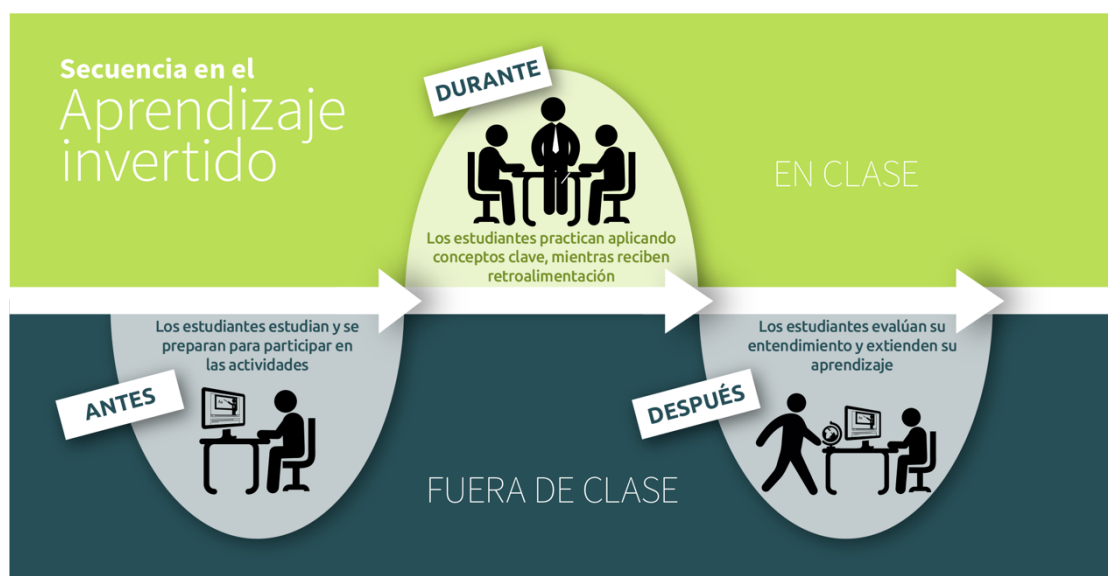 Secuencia en el
Aprendizaje
invertido
DURANTE
EN CLASE
Los estudiantes practican aplicando
conceptos clave, mientras reciben
retroalimentación
Los estudiantes estudian y se
preparan para participar en
las actividades
ANTES
Los estudiantes evalúan su
entendimiento y extienden su
aprendizaje
DESPUÉS
FUERA DE CLASE